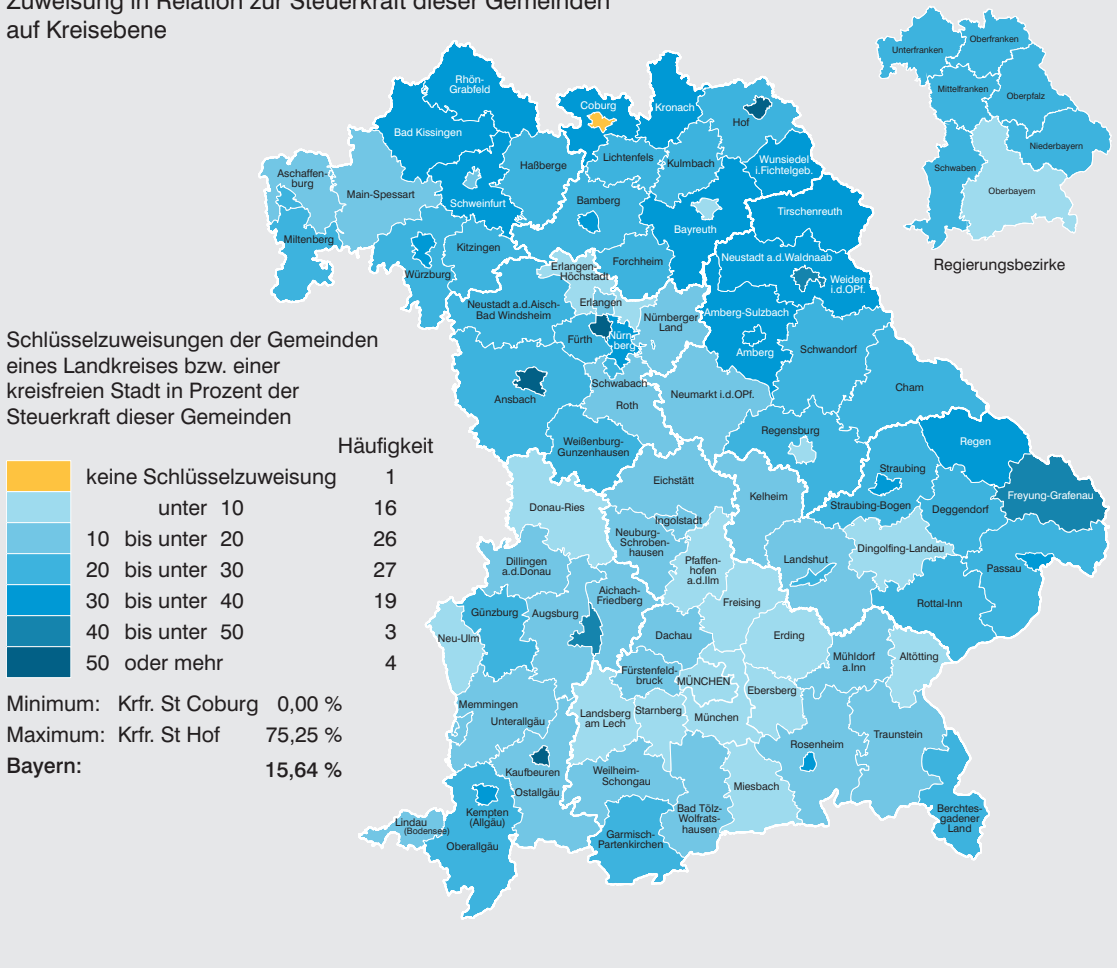 Zuweisung in Relation zur Steuerkraft dieser Gemeinden
auf Kreisebene
Unterfranken
Oberfranken
Mittelfranken
Oberpfalz
Niederbayern
Schwaben
Oberbayern
Regierungsbezirke
Rhön-
Grabfeld
Coburg
Kronach
Hof
Bad Kissingen
Lichtenfels
Kulmbach
Wunsiedel
i.Fichtelgeb.
Haßberge
Aschaffen-
burg
Main-Spessart
Schweinfurt
Bamberg
Tirschenreuth
Bayreuth
Miltenberg
Kitzingen
Würzburg
Forchheim
Neustadt a.d.Waldnaab
Weiden
i.d.OPf.
Erlangen-
Höchstadt
Erlangen
Neustadt a.d.Aisch-
Bad Windsheim
Nürnberger
Land
Amberg-Sulzbach
Amberg
Fürth
Nürn-
berg
Schwandorf
Ansbach
Schwabach
Roth
Neumarkt i.d.OPf.
Cham
Weißenburg-
Gunzenhausen
Regensburg
Regen
Straubing
Straubing-Bogen
Freyung-Grafenau
Deggendorf
Eichstätt
Kelheim
Donau-Ries
Ingolstadt
Neuburg-
Schroben-
hausen
Dingolfing-Landau
Landshut
Passau
Pfaffen-
hofen
a.d.Ilm
Dillingen
a.d.Donau
Aichach-
Friedberg
Freising
Rottal-Inn
Günzburg
Augsburg
Neu-Ulm
Dachau
Erding
Mühldorf
a.Inn
Altötting
Fürstenfeld-
bruck
MÜNCHEN
Ebersberg
Memmingen
Unterallgäu
Landsberg
am Lech
Starnberg
München
Rosenheim
Traunstein
Kaufbeuren
Ostallgäu
Weilheim-
Schongau
Miesbach
Bad Tölz-
Wolfrats-
hausen
Berchtes-
gadener
Land
Kempten
(Allgäu)
Lindau
(Bodensee)
Oberallgäu
Garmisch-
Partenkirchen
Schlüsselzuweisungen der Gemeinden
eines Landkreises bzw. einer
kreisfreien Stadt in Prozent der
Steuerkraft dieser Gemeinden
Häufigkeit
keine Schlüsselzuweisung 1
unter 10 16
10 bis unter 20 26
20 bis unter 30 27
30 bis unter 40 19
40 bis unter 50 3
50 oder mehr 4
Minimum: Krfr. St Coburg 0,00 %
Maximum: Krfr. St Hof 75,25 %
Bayern: 15,64 %